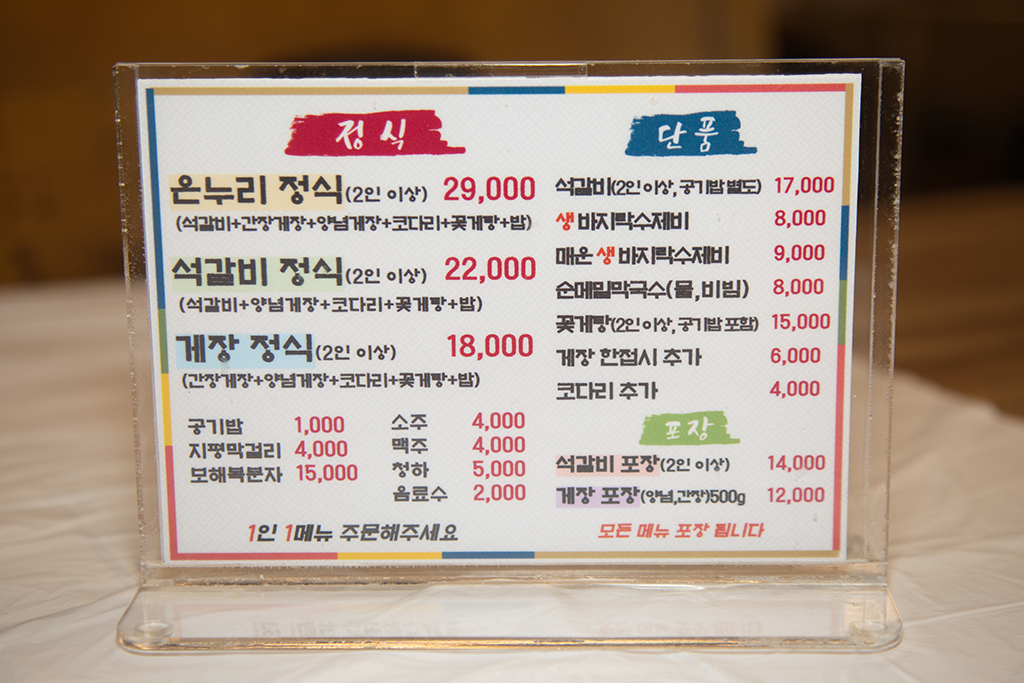 정식
온누리 정식(2인 이상) 29,000
(석갈비+간장게장+양념게장+코다리+꽃게탕+밥)
석갈비 정식(2인 이상) 22,000
(석갈비+양념게장+코다리+꽃게탕+밥)
게장 정식(2인 이상) 18,000
(간장게장+양념게장+코다리+꽃게탕+밥)
공기밥 1,000
지평막걸리 4,000
보해복분자 15,000
소주 4,000
맥주 4,000
청하 5,000
음료수 2,000
1인 1메뉴 주문해주세요
단품
석갈비(2인 이상, 공기밥 별도) 17,000
생 바지락수제비 8,000
매운 생 바지락수제비 9,000
순메밀막국수(물,비빔) 8,000
꽃게탕(2인 이상, 공기밥 포함) 15,000
게장 한접시 추가 6,000
코다리 추가 4,000
포장
석갈비 포장(2인 이상) 14,000
게장 포장(양념,간장)500g 12,000
모든 메뉴 포장 됩니다